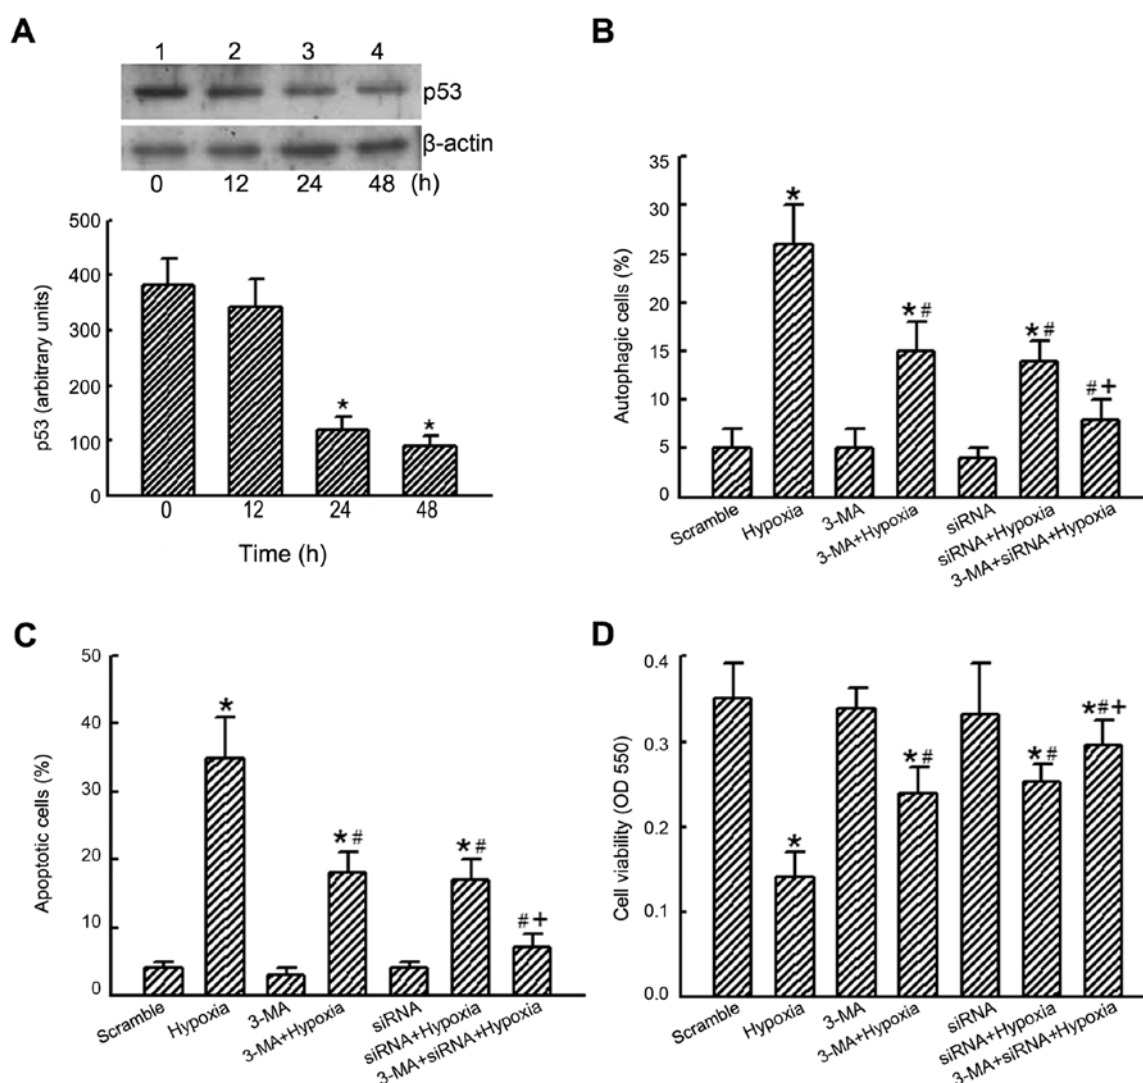 A
1 2 3 4
p53
β-actin
0 12 24 48 (h)
500
400
300
200
100
0
p53 (arbitrary units)
* *
0 12 24 48
Time (h)
B
35
30
25
20
15
10
5
0
Autophagic cells (%)
*
*#
*#
#+
Scramble
Hypoxia
3-MA
3-MA+Hypoxia
siRNA
siRNA+Hypoxia
3-MA+siRNA+Hypoxia
C
50
40
30
20
10
0
Apoptotic cells (%)
*
*#
*#
#+
Scramble
Hypoxia
3-MA
3-MA+Hypoxia
siRNA
siRNA+Hypoxia
3-MA+siRNA+Hypoxia
D
0.4
0.3
0.2
0.1
0.0
Cell viability (OD 550)
*
*#
*#
*#+
Scramble
Hypoxia
3-MA
3-MA+Hypoxia
siRNA
siRNA+Hypoxia
3-MA+siRNA+Hypoxia